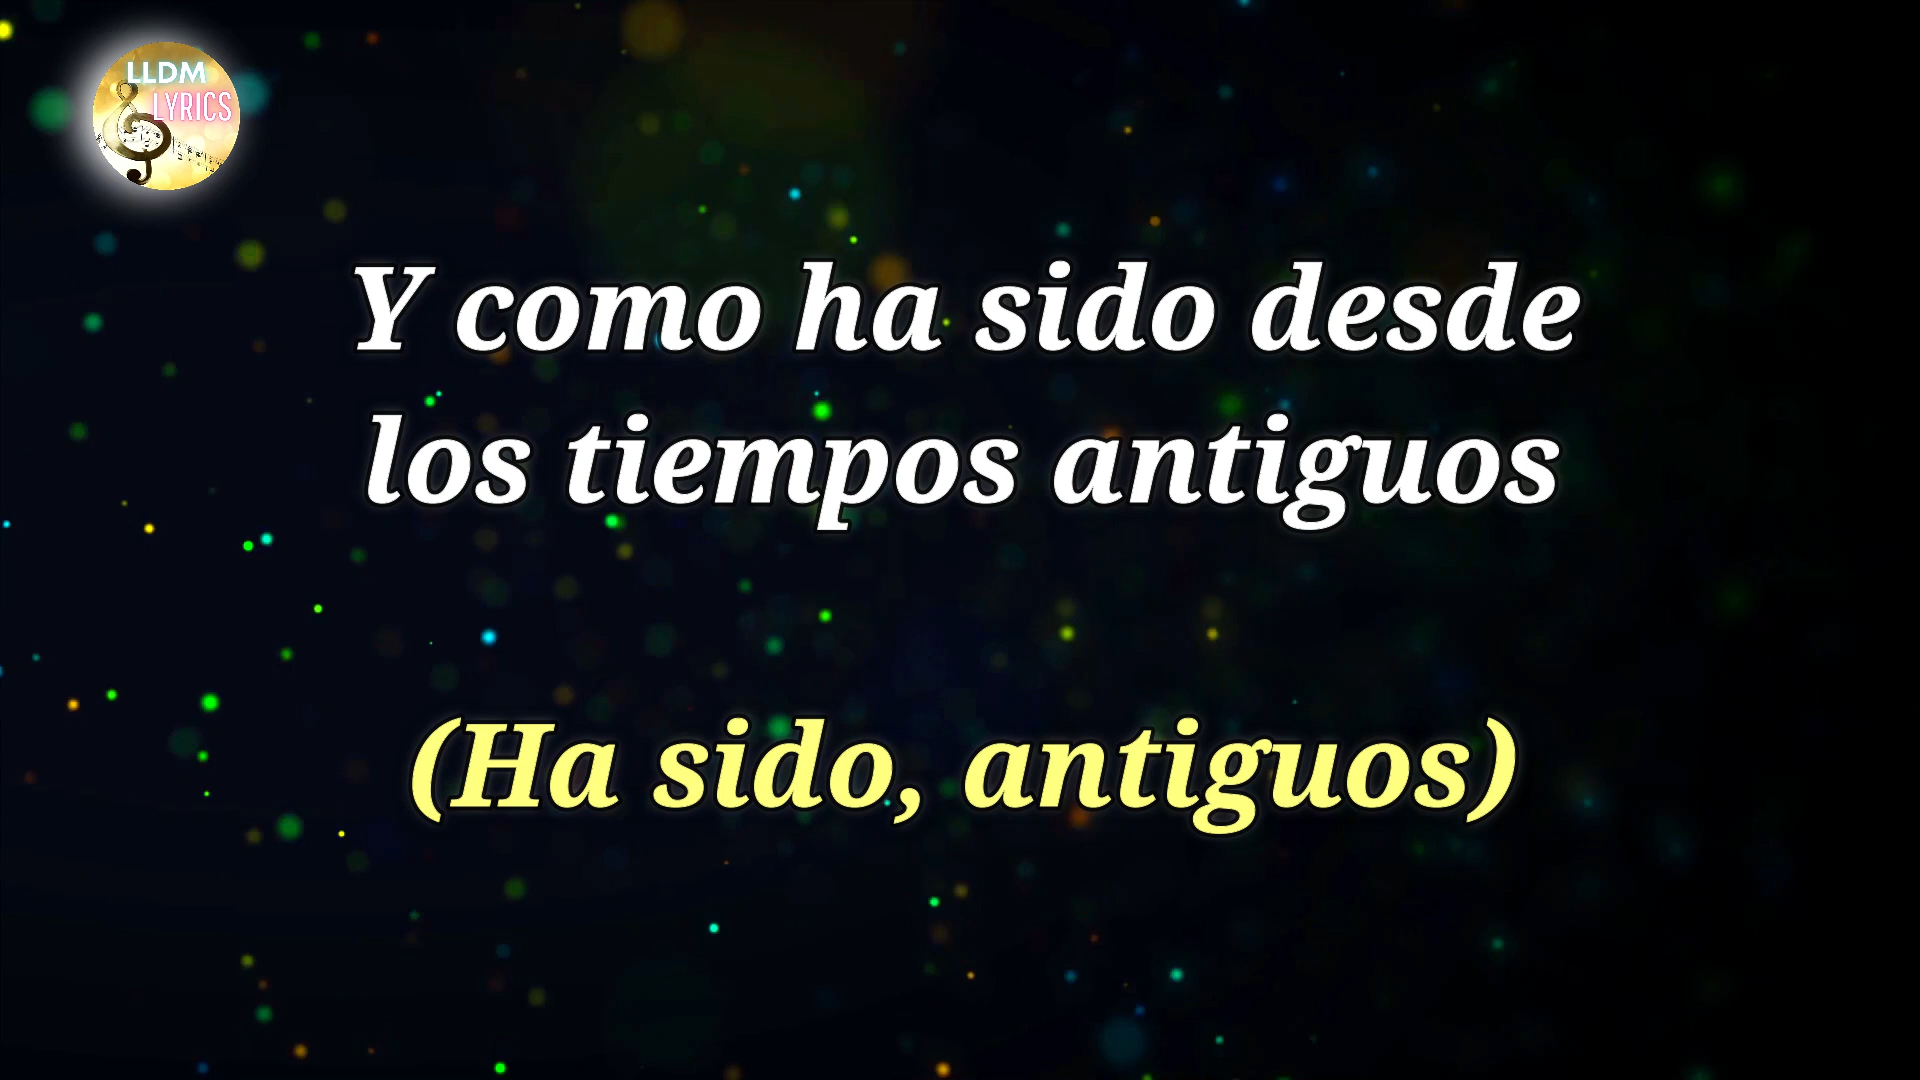 LLDM
LYRICS
Y como ha sido desde
los tiempos antiguos
(Ha sido, antiguos)